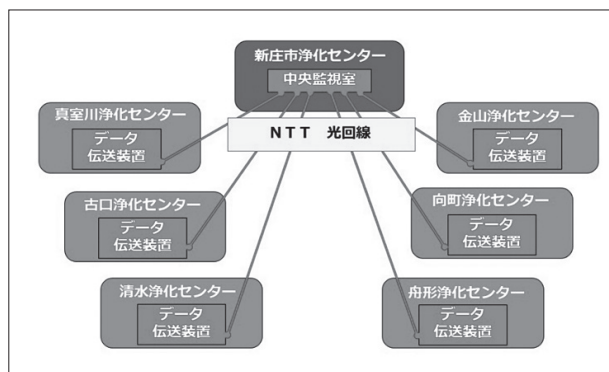 新庄市浄化センター
中央監視室
NTT 光回線
真室川浄化センター
データ
伝送装置
金山浄化センター
データ
伝送装置
古口浄化センター
データ
伝送装置
向町浄化センター
データ
伝送装置
清水浄化センター
データ
伝送装置
舟形浄化センター
データ
伝送装置